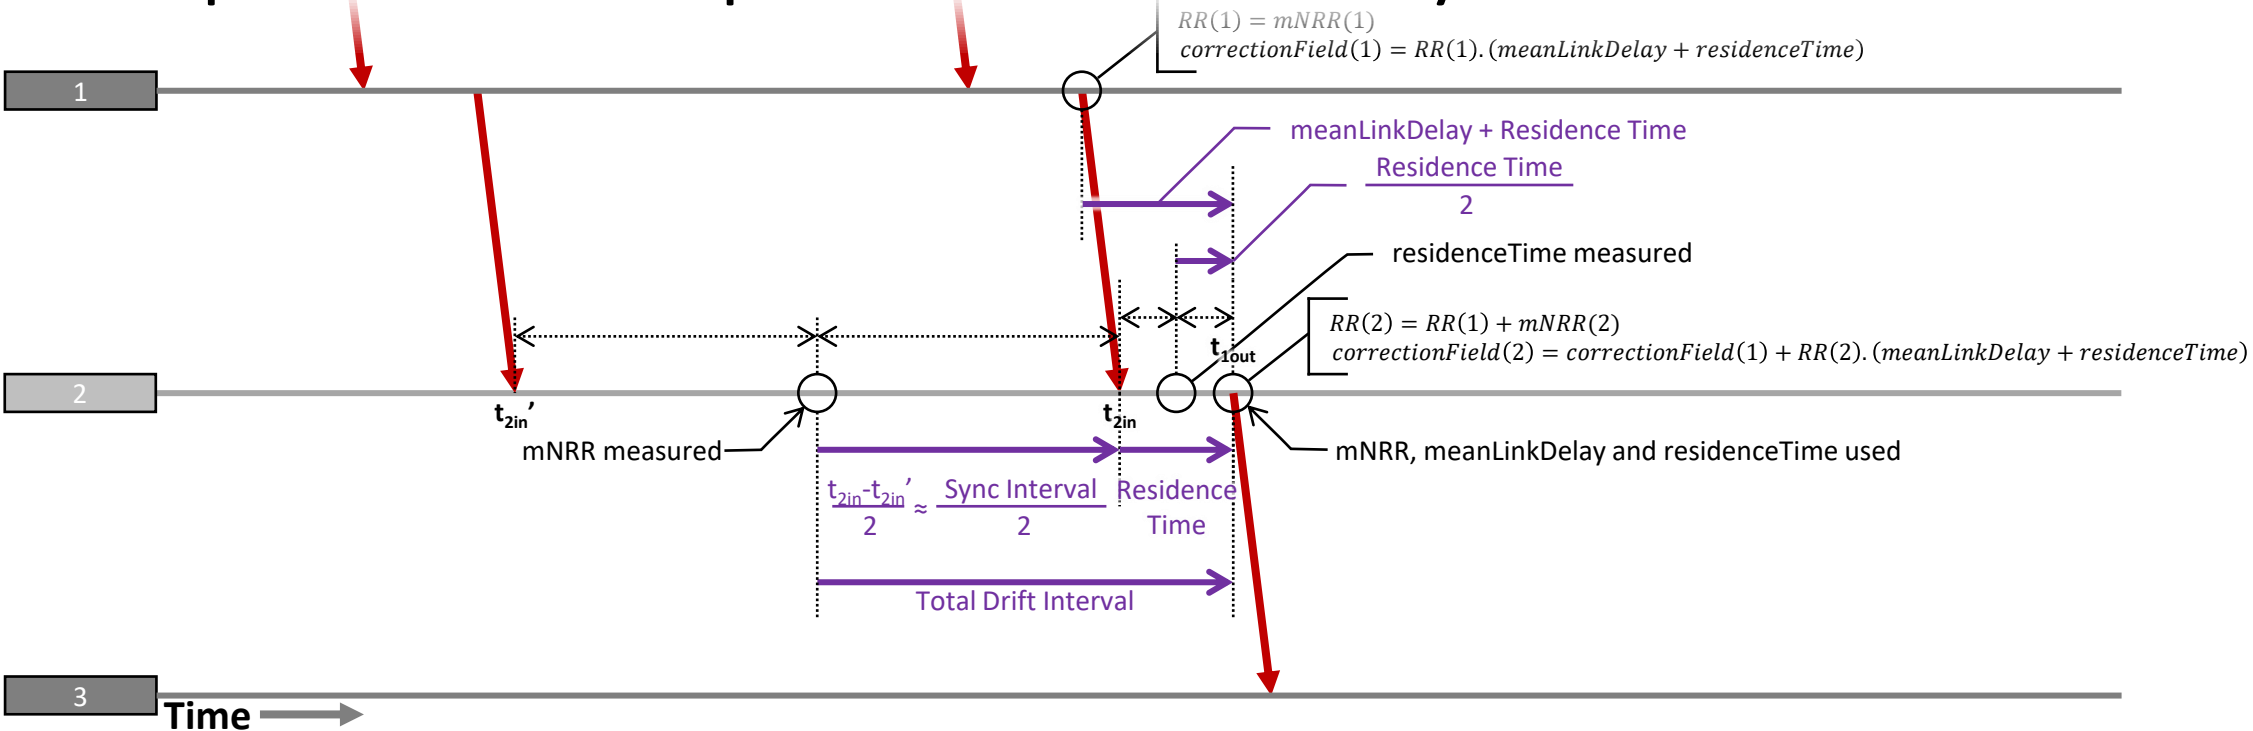 RR(1) = mNRR(1)
correctionField(1) = RR(1).(meanLinkDelay + residenceTime)
1
meanLinkDelay + Residence Time
Residence Time
2
residenceTime measured
RR(2) = RR(1) + mNRR(2)
correctionField(2) = correctionField(1) + RR(2).(meanLinkDelay + residenceTime)
t1out
2
t2in’
t2in
mNRR measured
mNRR, meanLinkDelay and residenceTime used
t2in-t2in’
2
≈
Sync Interval
2
Residence
Time
Total Drift Interval
3
Time